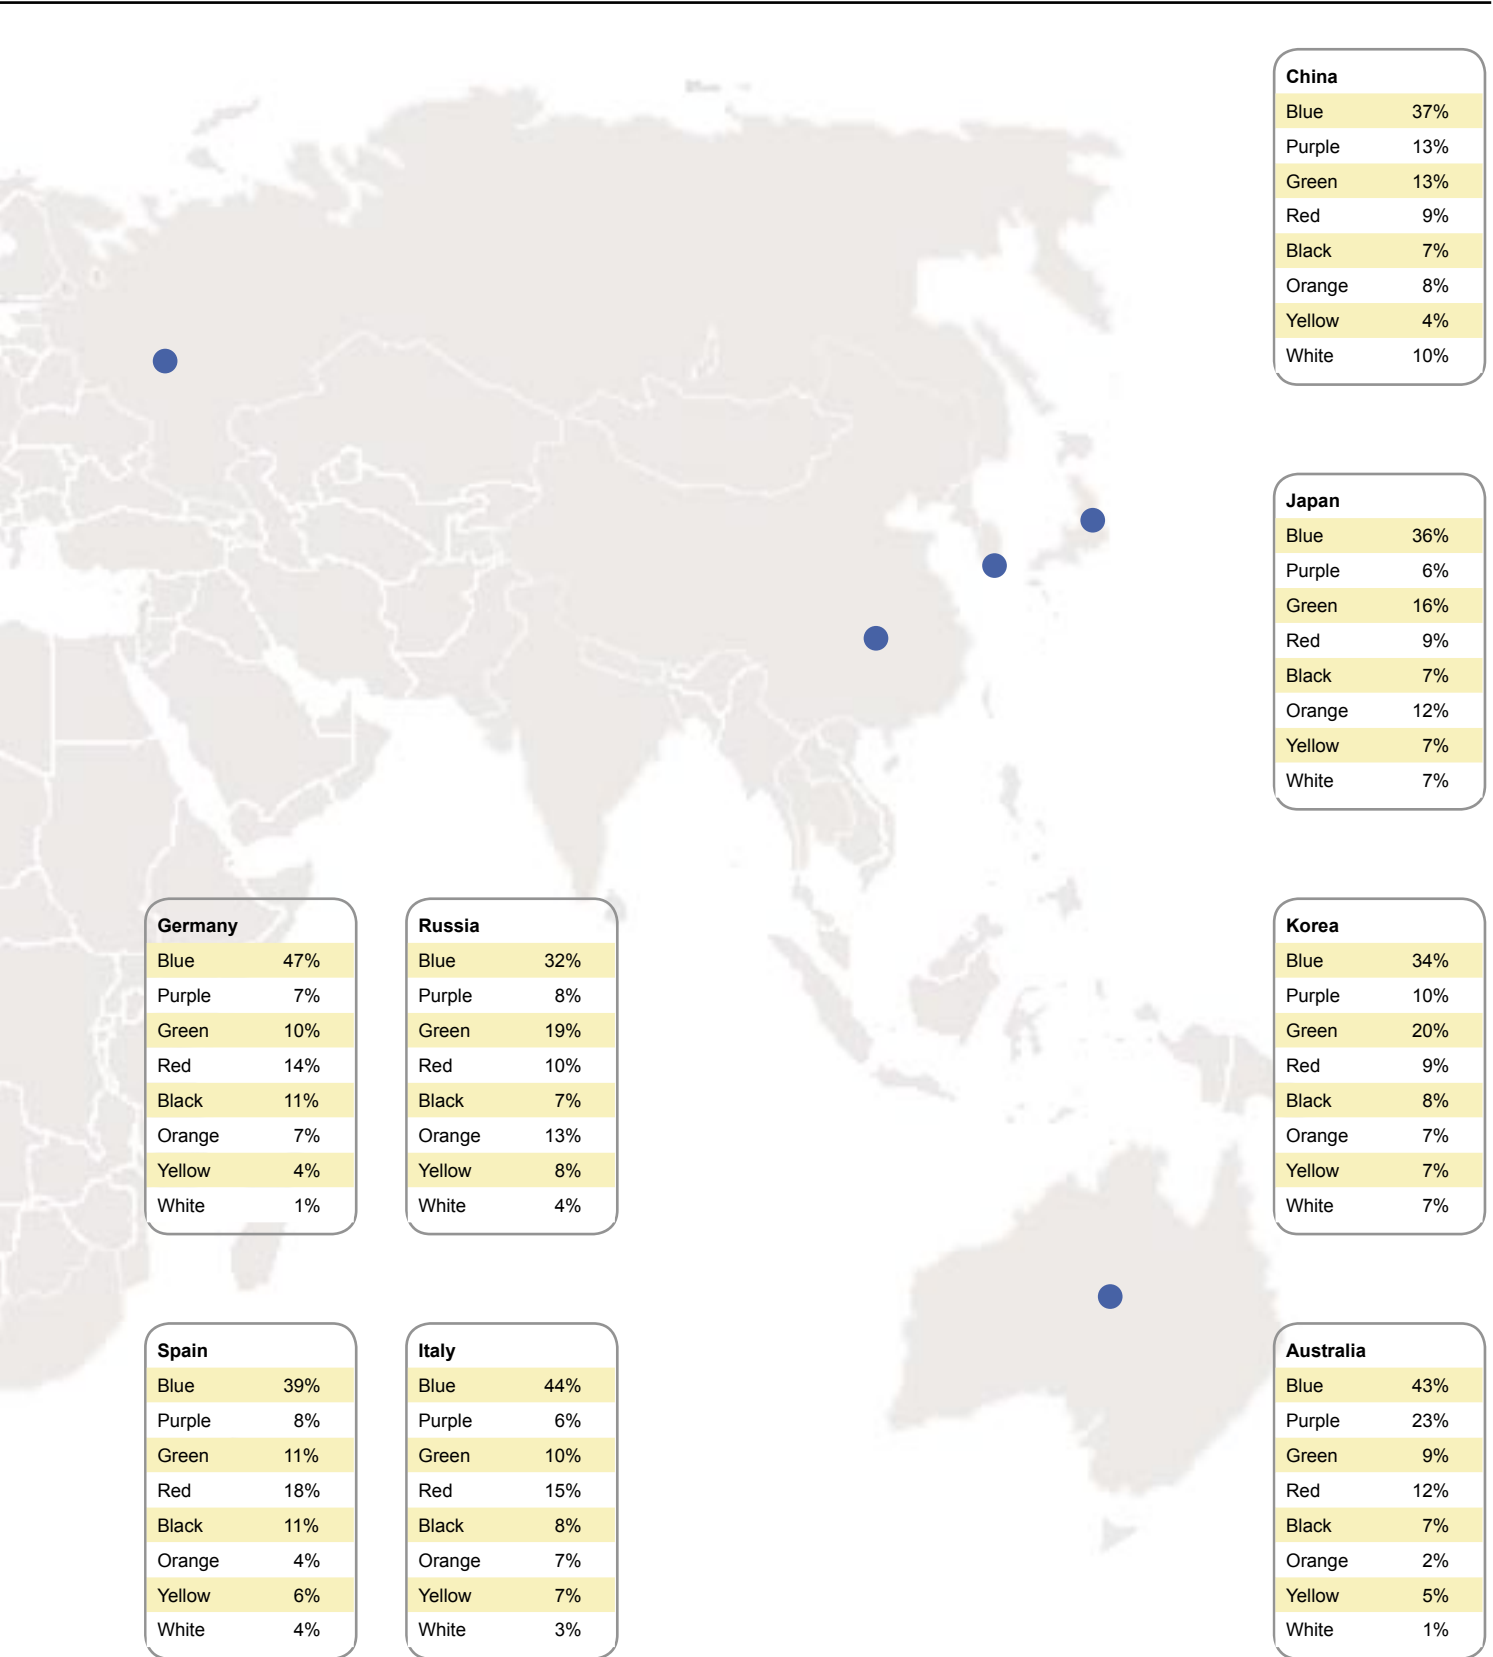 China
Blue 37%
Purple 13%
Green 13%
Red 9%
Black 7%
Orange 8%
Yellow 4%
White 10%
Japan
Blue 36%
Purple 6%
Green 16%
Red 9%
Black 7%
Orange 12%
Yellow 7%
White 7%
Germany
Blue 47%
Purple 7%
Green 10%
Red 14%
Black 11%
Orange 7%
Yellow 4%
White 1%
Russia
Blue 32%
Purple 8%
Green 19%
Red 10%
Black 7%
Orange 13%
Yellow 8%
White 4%
Korea
Blue 34%
Purple 10%
Green 20%
Red 9%
Black 8%
Orange 7%
Yellow 7%
White 7%
Spain
Blue 39%
Purple 8%
Green 11%
Red 18%
Black 11%
Orange 4%
Yellow 6%
White 4%
Italy
Blue 44%
Purple 6%
Green 10%
Red 15%
Black 8%
Orange 7%
Yellow 7%
White 3%
Australia
Blue 43%
Purple 23%
Green 9%
Red 12%
Black 7%
Orange 2%
Yellow 5%
White 1%